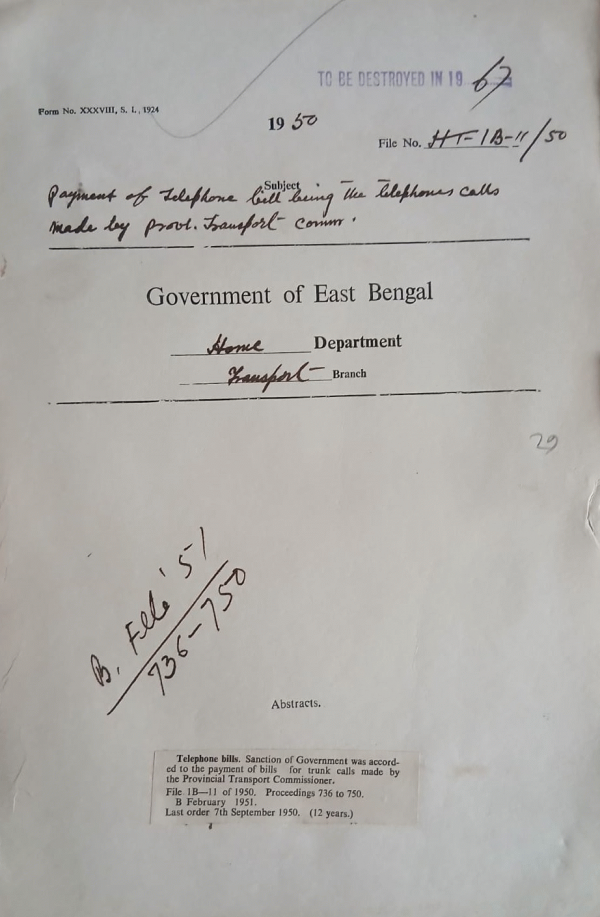 TO BE DESTROYED IN 19 62
Form No. XXXVIII, S. I., 1924
19 50
File No. HT-1B-11/50
Subject
Payment of Telephone bill being the telephones calls
made by Provl. Transport Comm.
Government of East Bengal
Home Department
Transport Branch
29
B. Feb' 51
736-750
Abstracts.
Telephone bills. Sanction of Government was accord-
ed to the payment of bills for trunk calls made by
the Provincial Transport Commissioner.
File 1B—11 of 1950. Proceedings 736 to 750.
B February 1951.
Last order 7th September 1950. (12 years.)